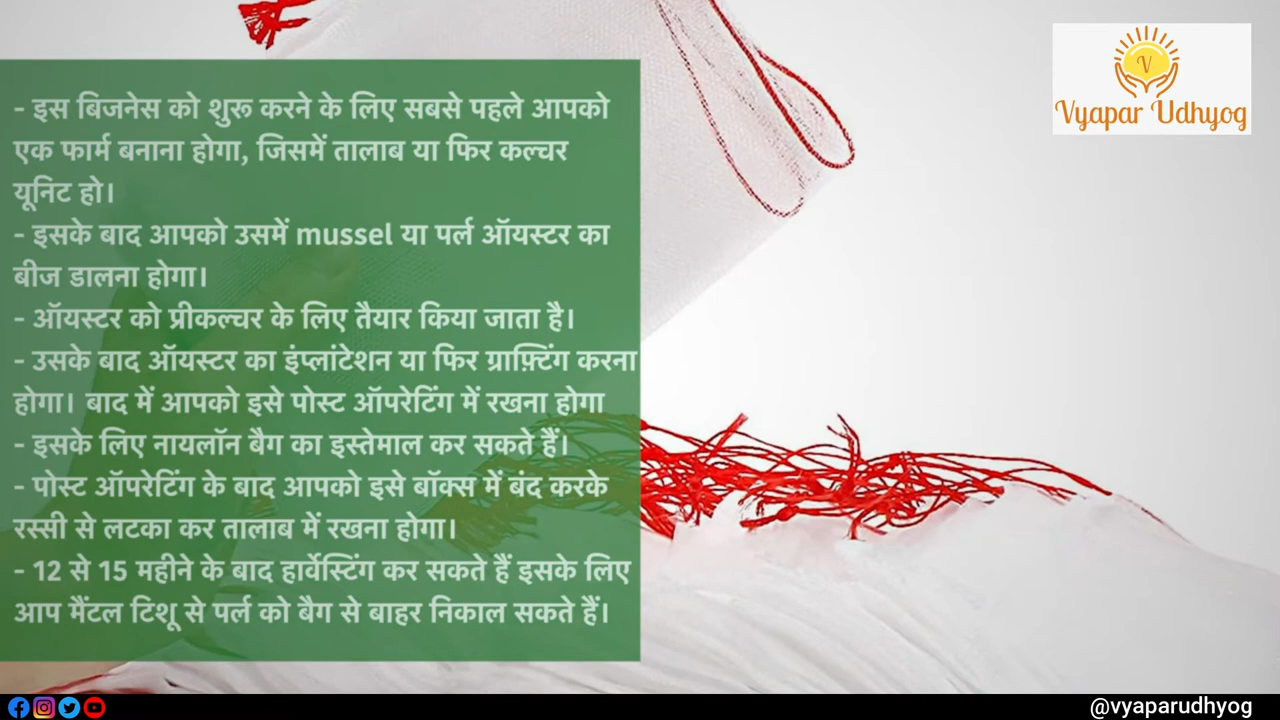 Vyapar Udhyog
- इस बिजनेस को शुरू करने के लिए सबसे पहले आपको
एक फार्म बनाना होगा, जिसमें तालाब या फिर कल्चर
यूनिट हो।
- इसके बाद आपको उसमें mussel या पर्ल ऑयस्टर का
बीज डालना होगा।
- ऑयस्टर को प्रीकल्चर के लिए तैयार किया जाता है।
- उसके बाद ऑयस्टर का इंप्लांटेशन या फिर ग्राफ़्टिंग करना
होगा। बाद में आपको इसे पोस्ट ऑपरेटिंग में रखना होगा
- इसके लिए नायलॉन बैग का इस्तेमाल कर सकते हैं।
- पोस्ट ऑपरेटिंग के बाद आपको इसे बॉक्स में बंद करके
रस्सी से लटका कर तालाब में रखना होगा।
- 12 से 15 महीने के बाद हार्वेस्टिंग कर सकते हैं इसके लिए
आप मैंटल टिशू से पर्ल को बैग से बाहर निकाल सकते हैं।
@vyaparudhyog